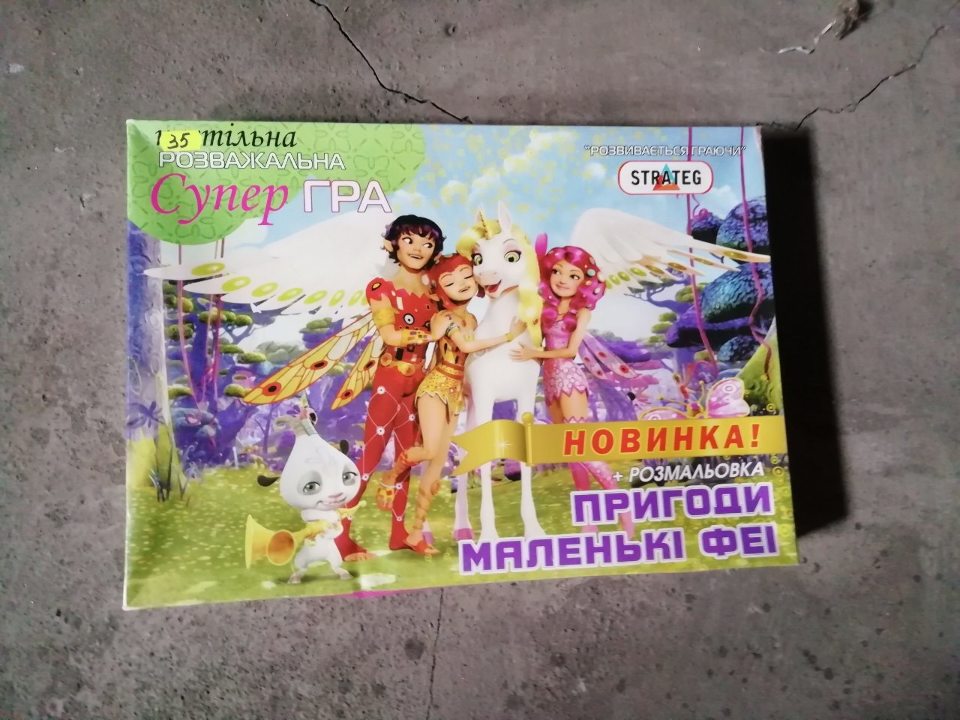 35
РОЗВАЖАЛЬНА
Супер ГРА
"РОЗВИВАЄТЬСЯ ГРАЮЧИ"
STRATEG
НОВИНКА!
+ РОЗМАЛЬОВКА
ПРИГОДИ
МАЛЕНЬКІ ФЕЇ